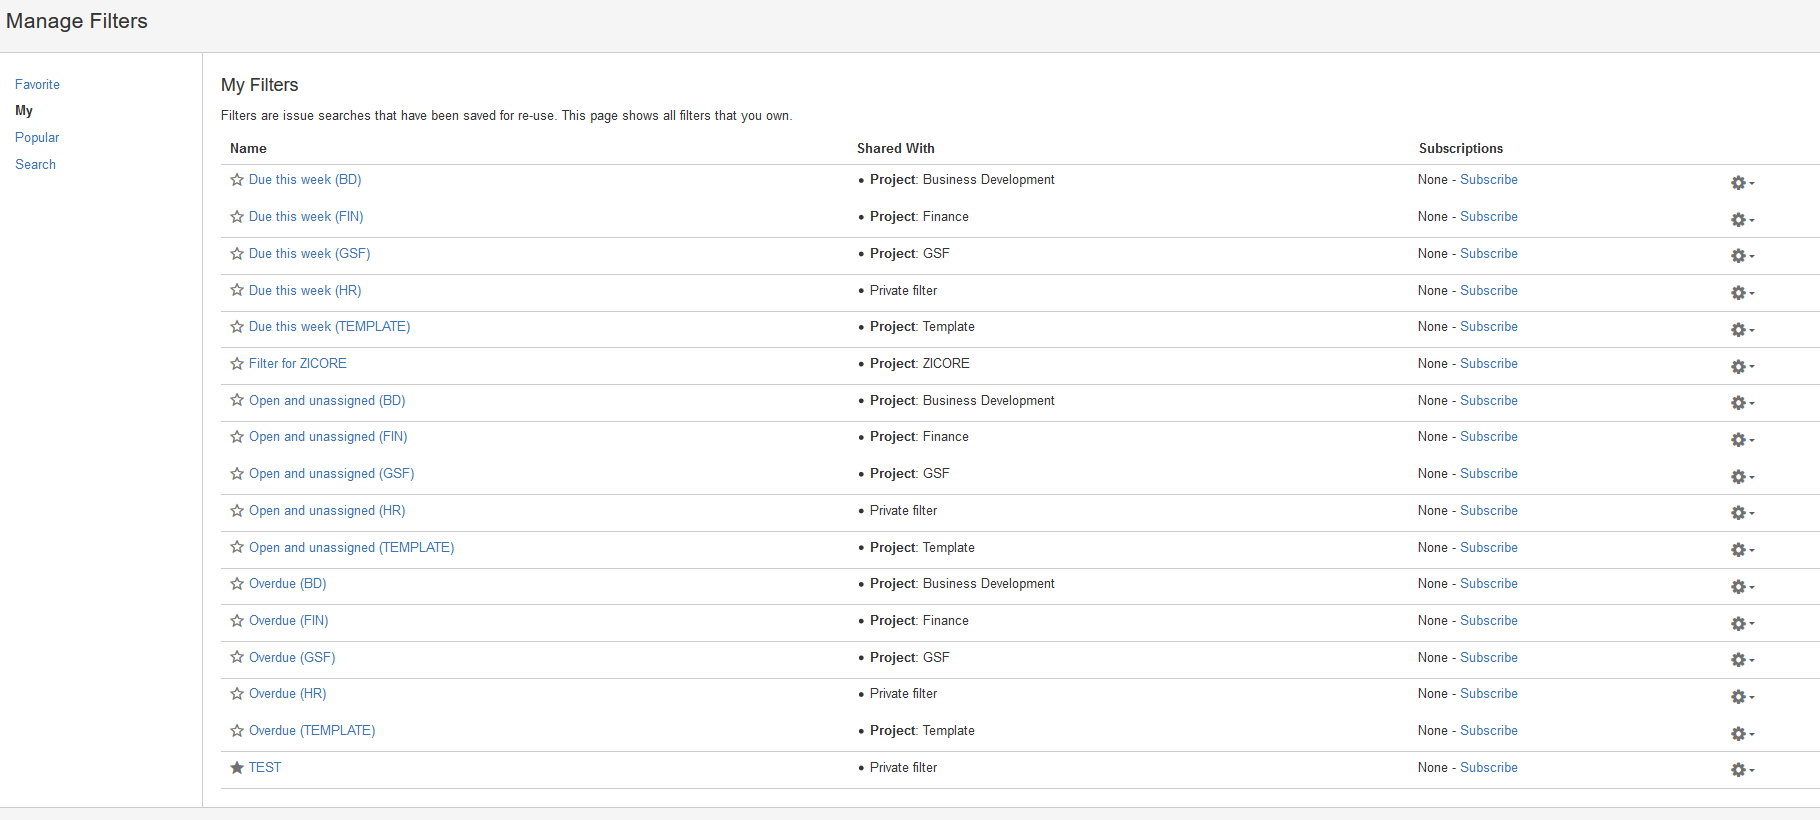 Manage Filters
Favorite
My
Popular
Search
My Filters
Filters are issue searches that have been saved for re-use. This page shows all filters that you own.
Name Shared With Subscriptions
Due this week (BD) • Project: Business Development None - Subscribe
Due this week (FIN) • Project: Finance None - Subscribe
Due this week (GSF) • Project: GSF None - Subscribe
Due this week (HR) • Private filter None - Subscribe
Due this week (TEMPLATE) • Project: Template None - Subscribe
Filter for ZICORE • Project: ZICORE None - Subscribe
Open and unassigned (BD) • Project: Business Development None - Subscribe
Open and unassigned (FIN) • Project: Finance None - Subscribe
Open and unassigned (GSF) • Project: GSF None - Subscribe
Open and unassigned (HR) • Private filter None - Subscribe
Open and unassigned (TEMPLATE) • Project: Template None - Subscribe
Overdue (BD) • Project: Business Development None - Subscribe
Overdue (FIN) • Project: Finance None - Subscribe
Overdue (GSF) • Project: GSF None - Subscribe
Overdue (HR) • Private filter None - Subscribe
Overdue (TEMPLATE) • Project: Template None - Subscribe
TEST • Private filter None - Subscribe